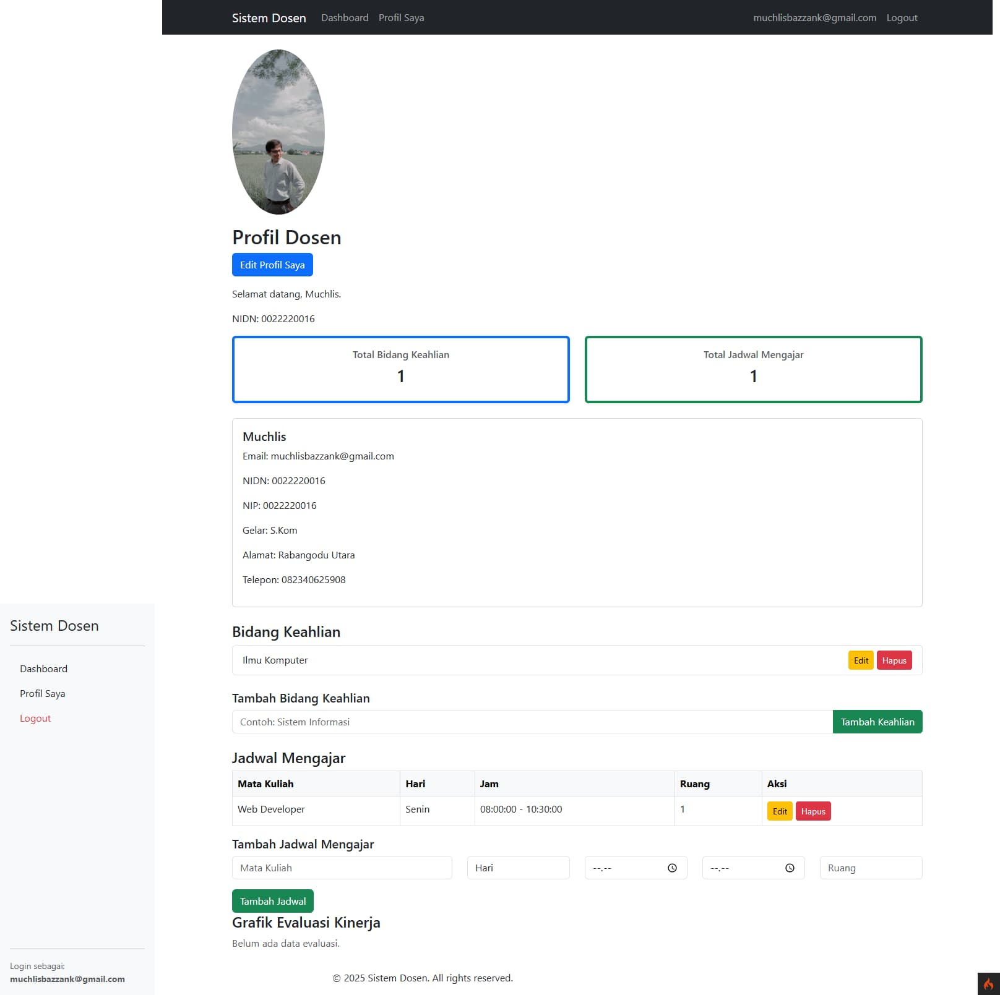 Sistem Dosen Dashboard Profil Saya muchlisbazzank@gmail.com Logout
Profil Dosen
Edit Profil Saya
Selamat datang, Muchlis.
NIDN: 0022220016
Total Bidang Keahlian
1
Total Jadwal Mengajar
1
Muchlis
Email: muchlisbazzank@gmail.com
NIDN: 0022220016
NIP: 0022220016
Gelar: S.Kom
Alamat: Rabangodu Utara
Telepon: 082340625908
Bidang Keahlian
Ilmu Komputer Edit Hapus
Tambah Bidang Keahlian
Contoh: Sistem Informasi Tambah Keahlian
Jadwal Mengajar
Mata Kuliah Hari Jam Ruang Aksi
Web Developer Senin 08:00:00 - 10:30:00 1 Edit Hapus
Tambah Jadwal Mengajar
Mata Kuliah Hari --.-- --.-- Ruang
Tambah Jadwal
Grafik Evaluasi Kinerja
Belum ada data evaluasi.
© 2025 Sistem Dosen. All rights reserved.
Sistem Dosen
Dashboard
Profil Saya
Logout
Login sebagai:
muchlisbazzank@gmail.com